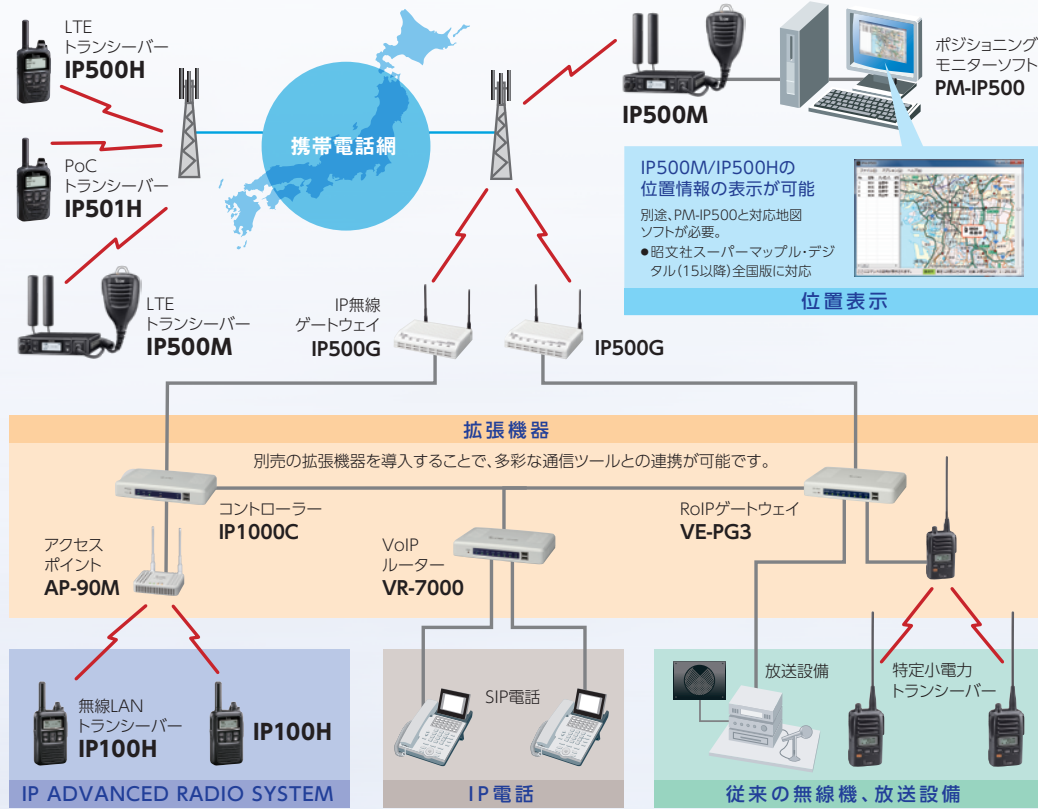 LTE
トランシーバー
IP500H
PoC
トランシーバー
IP501H
LTE
トランシーバー
IP500M
携帯電話網
IP500M
ポジショニング
モニターソフト
PM-IP500
IP500M/IP500Hの
位置情報の表示が可能
別途、PM-IP500と対応地図
ソフトが必要。
●昭文社スーパーマップル・デジ
タル(15以降)全国版に対応
位置表示
IP無線
ゲートウェイ
IP500G
IP500G
拡張機器
別売の拡張機器を導入することで、多彩な通信ツールとの連携が可能です。
コントローラー
IP1000C
アクセス
ポイント
AP-90M
VoIP
ルーター
VR-7000
RoIPゲートウェイ
VE-PG3
無線LAN
トランシーバー
IP100H
IP100H
IP ADVANCED RADIO SYSTEM
SIP電話
IP電話
放送設備
特定小電力
トランシーバー
従来の無線機、放送設備